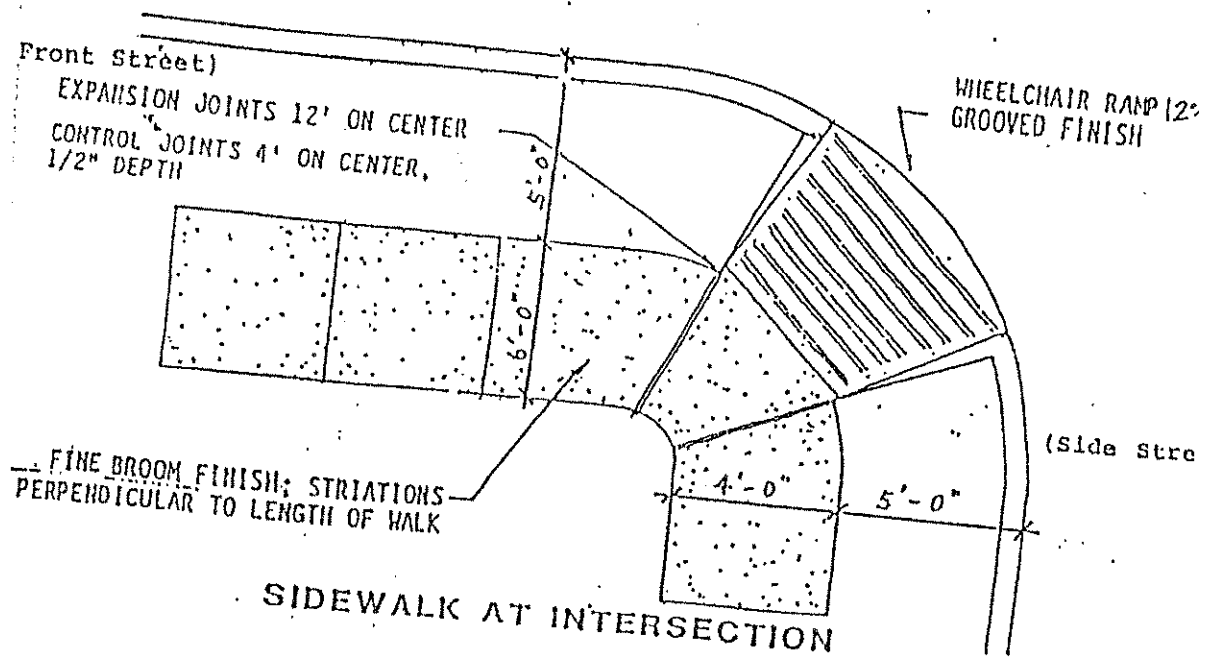 Front Street)
EXPANSION JOINTS 12' ON CENTER
CONTROL JOINTS 4' ON CENTER,
1/2" DEPTH
WHEELCHAIR RAMP
GROOVED FINISH
5'-0"
6'-0"
(Side
4'-0" 5'-0"
FINE BROOM FINISH; STRIATIONS
PERPENDICULAR TO LENGTH OF WALK
SIDEWALK AT INTERSECTION